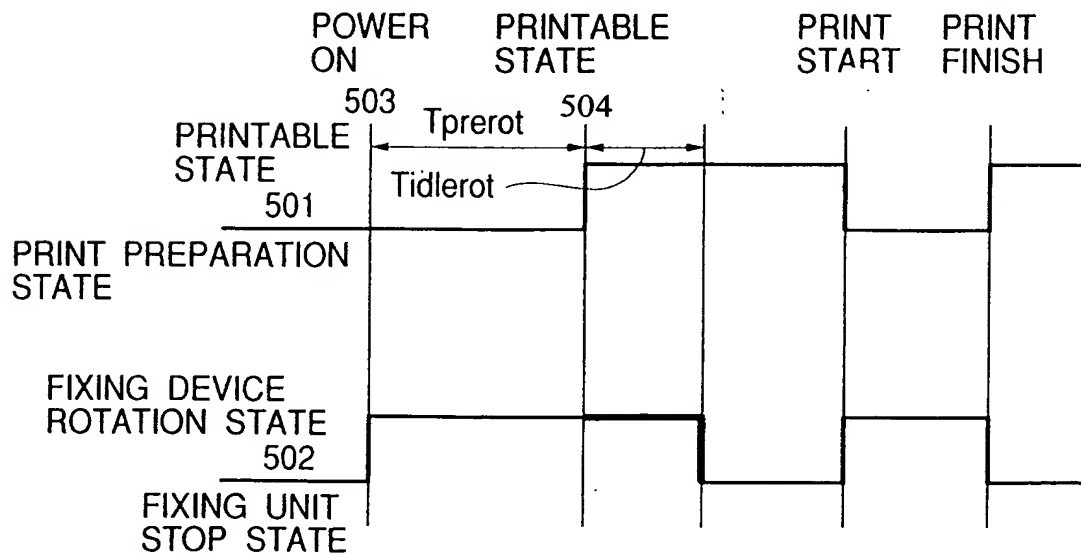 POWER
ON
PRINTABLE
STATE
PRINT
START
PRINT
FINISH
503
504
PRINTABLE
STATE
Tprerot
Tidlerot
501
PRINT PREPARATION
STATE
FIXING DEVICE
ROTATION STATE
502
FIXING UNIT
STOP STATE